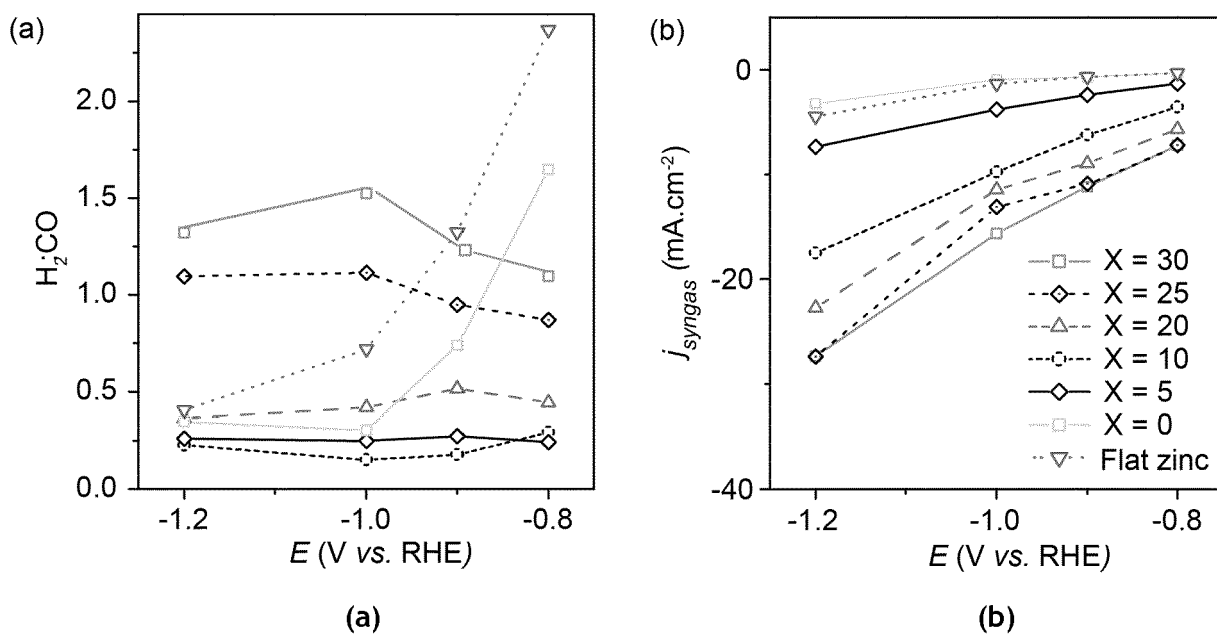 (a)
2.0
1.5
1.0
0.5
0.0
H₂:CO
-1.2
-1.0
-0.8
E (V vs. RHE)
(a)
(b)
0
-20
-40
j_syngas (mA.cm⁻²)
X = 30
X = 25
X = 20
X = 10
X = 5
X = 0
Flat zinc
-1.2
-1.0
-0.8
E (V vs. RHE)
(b)